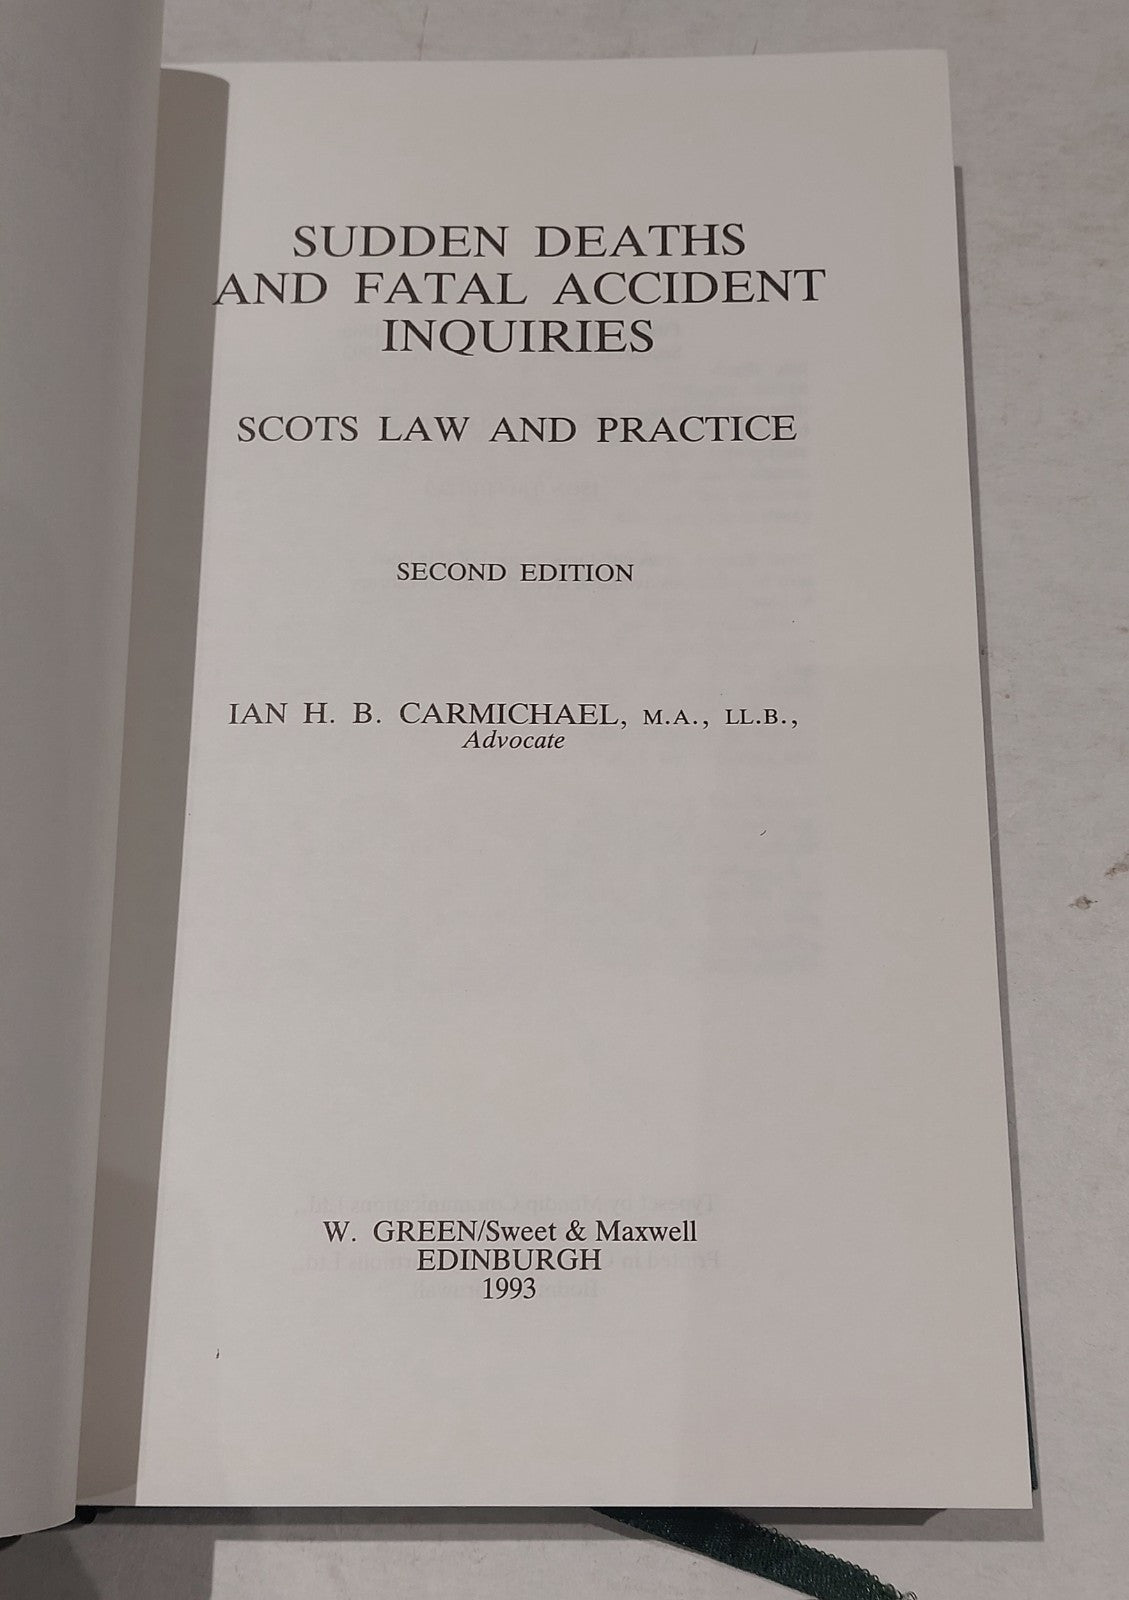 SUDDEN DEATHS
AND FATAL ACCIDENT
INQUIRIES
SCOTS LAW AND PRACTICE
SECOND EDITION
IAN H. B. CARMICHAEL, M.A., LL.B.,
Advocate
W. GREEN/Sweet & Maxwell
EDINBURGH
1993